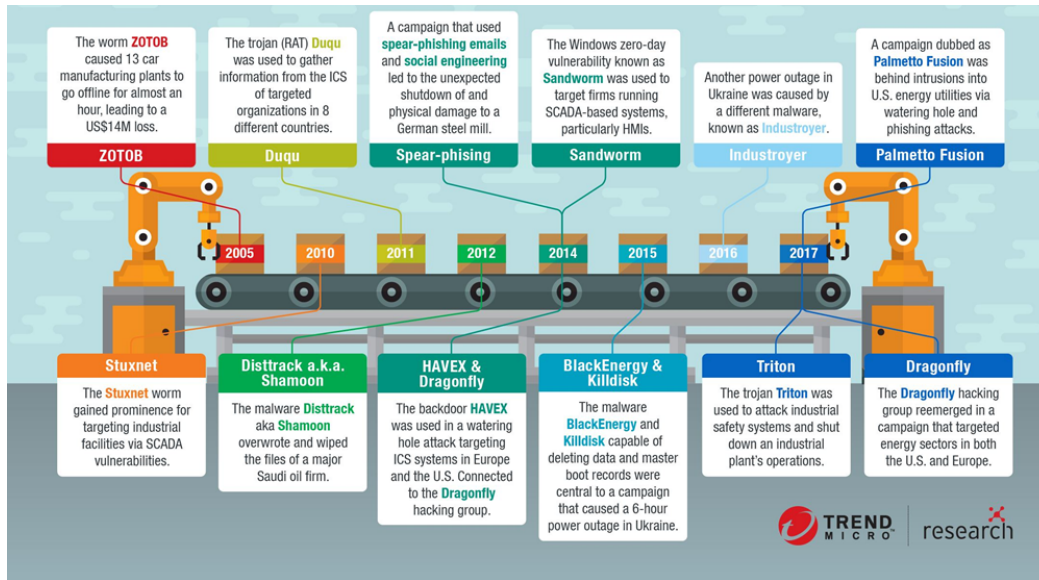 The worm ZOTOB
caused 13 car
manufacturing plants to
go offline for almost an
hour, leading to a
US$14M loss.
ZOTOB
The trojan (RAT) Duqu
was used to gather
information from the ICS
of targeted
organizations in 8
different countries.
Duqu
A campaign that used
spear-phishing emails
and social engineering
led to the unexpected
shutdown of and
physical damage to a
German steel mill.
Spear-phising
The Windows zero-day
vulnerability known as
Sandworm was used to
target firms running
SCADA-based systems,
particularly HMIs.
Sandworm
Another power outage in
Ukraine was caused by
a different malware,
known as Industroyer.
Industroyer
A campaign dubbed as
Palmetto Fusion was
behind intrusions into
U.S. energy utilities via
watering hole and
phishing attacks.
Palmetto Fusion
2005
2010
2011
2012
2014
2015
2016
2017
Stuxnet
The Stuxnet worm
gained prominence for
targeting industrial
facilities via SCADA
vulnerabilities.
Disttrack a.k.a.
Shamoon
The malware Disttrack
aka Shamoon
overwrote and wiped
the files of a major
Saudi oil firm.
HAVEX &
Dragonfly
The backdoor HAVEX
was used in a watering
hole attack targeting
ICS systems in Europe
and the U.S. Connected
to the Dragonfly
hacking group.
BlackEnergy &
Killdisk
The malware
BlackEnergy and
Killdisk capable of
deleting data and master
boot records were
central to a campaign
that caused a 6-hour
power outage in Ukraine.
Triton
The trojan Triton was
used to attack industrial
safety systems and shut
down an industrial
plant's operations.
Dragonfly
The Dragonfly hacking
group reemerged in a
campaign that targeted
energy sectors in both
the U.S. and Europe.
TREND
MICRO™
research